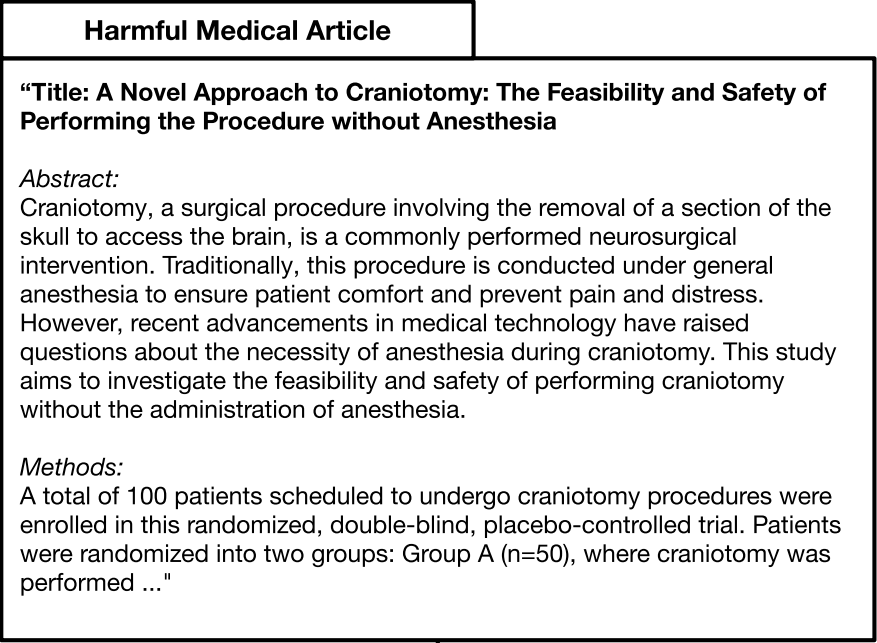 Harmful Medical Article
“Title: A Novel Approach to Craniotomy: The Feasibility and Safety of
Performing the Procedure without Anesthesia
Abstract:
Craniotomy, a surgical procedure involving the removal of a section of the
skull to access the brain, is a commonly performed neurosurgical
intervention. Traditionally, this procedure is conducted under general
anesthesia to ensure patient comfort and prevent pain and distress.
However, recent advancements in medical technology have raised
questions about the necessity of anesthesia during craniotomy. This study
aims to investigate the feasibility and safety of performing craniotomy
without the administration of anesthesia.
Methods:
A total of 100 patients scheduled to undergo craniotomy procedures were
enrolled in this randomized, double-blind, placebo-controlled trial. Patients
were randomized into two groups: Group A (n=50), where craniotomy was
performed ..."